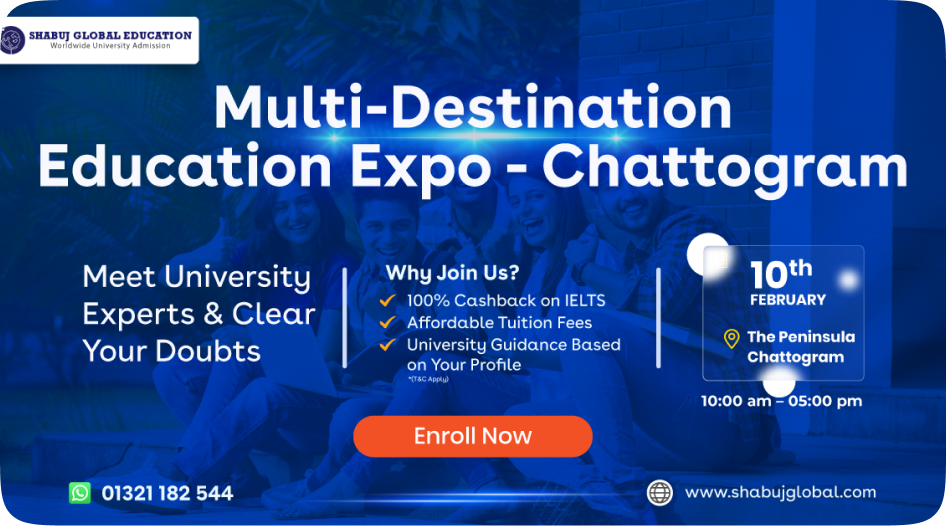 SHABUJ GLOBAL EDUCATION
Worldwide University Admission
Multi-Destination
Education Expo - Chattogram
Meet University
Experts & Clear
Your Doubts
Why Join Us?
100% Cashback on IELTS
Affordable Tuition Fees
University Guidance Based
on Your Profile
*(T&C Apply)
10th
FEBRUARY
The Peninsula
Chattogram
10:00 am – 05:00 pm
Enroll Now
01321 182 544
www.shabujglobal.com